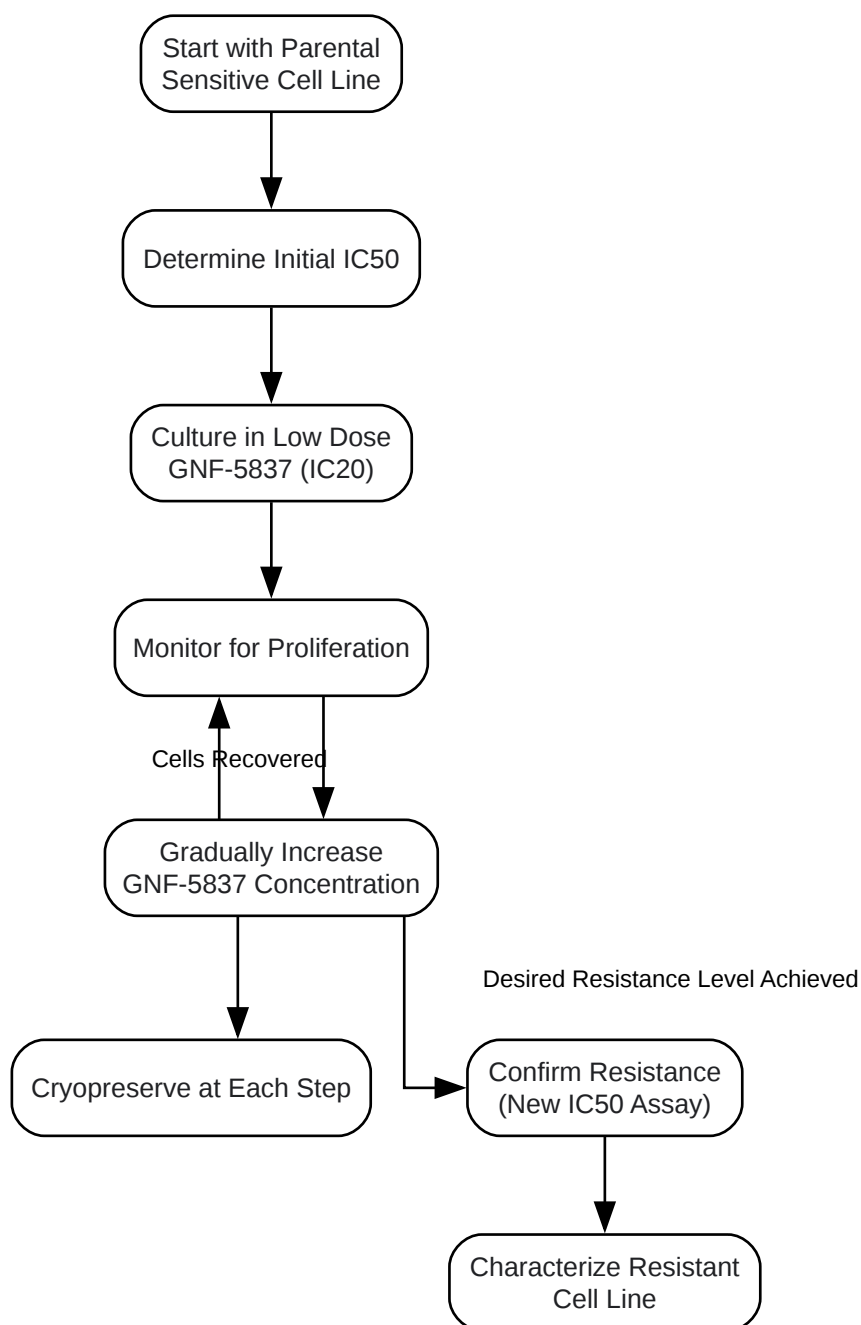 Start with Parental
Sensitive Cell Line
Determine Initial IC50
Culture in Low Dose
GNF-5837 (IC20)
Monitor for Proliferation
Cells Recovered
Gradually Increase
GNF-5837 Concentration
Desired Resistance Level Achieved
Cryopreserve at Each Step
Confirm Resistance
(New IC50 Assay)
Characterize Resistant
Cell Line